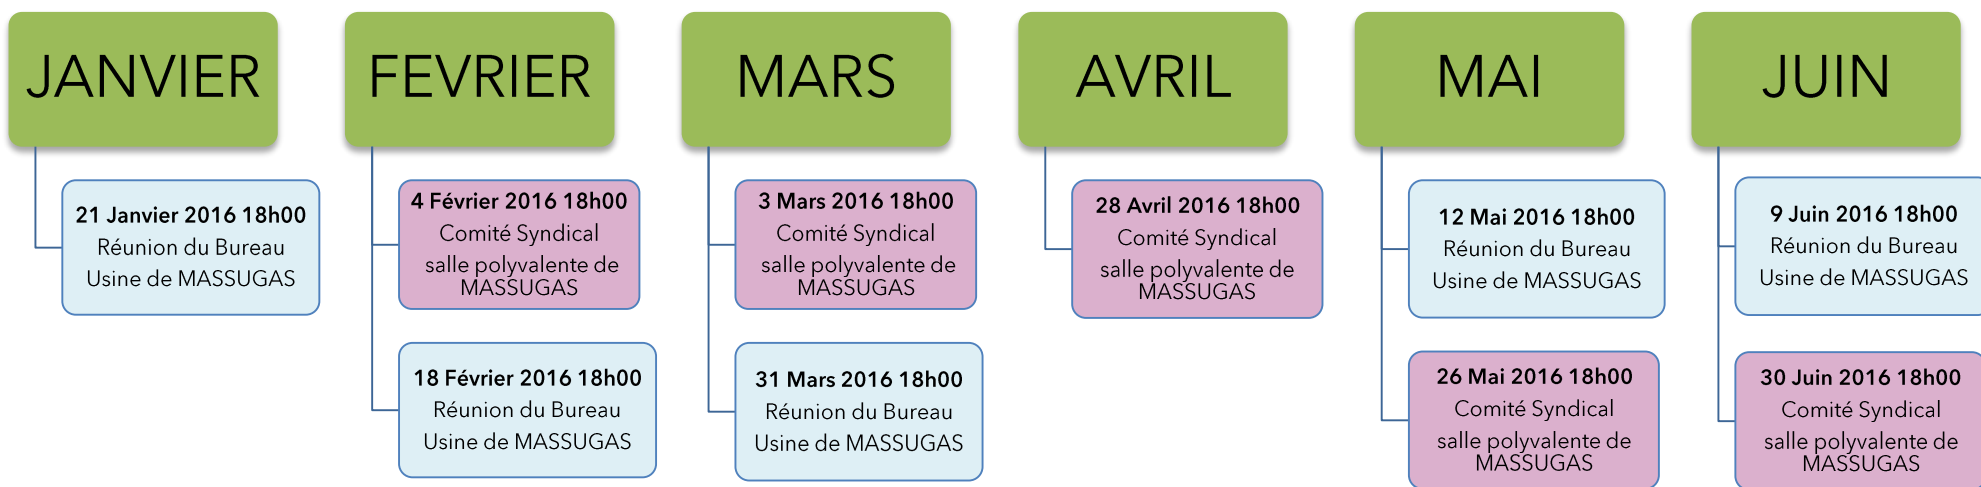 JANVIER
21 Janvier 2016 18h00
Réunion du Bureau
Usine de MASSUGAS
FEVRIER
4 Février 2016 18h00
Comité Syndical
salle polyvalente de
MASSUGAS
18 Février 2016 18h00
Réunion du Bureau
Usine de MASSUGAS
MARS
3 Mars 2016 18h00
Comité Syndical
salle polyvalente de
MASSUGAS
31 Mars 2016 18h00
Réunion du Bureau
Usine de MASSUGAS
AVRIL
28 Avril 2016 18h00
Comité Syndical
salle polyvalente de
MASSUGAS
MAI
12 Mai 2016 18h00
Réunion du Bureau
Usine de MASSUGAS
26 Mai 2016 18h00
Comité Syndical
salle polyvalente de
MASSUGAS
JUIN
9 Juin 2016 18h00
Réunion du Bureau
Usine de MASSUGAS
30 Juin 2016 18h00
Comité Syndical
salle polyvalente de
MASSUGAS